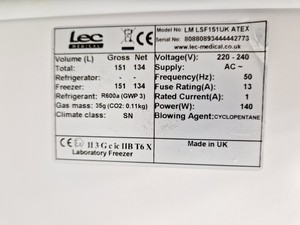 Lec
MEDICAL
Model No: LM LSF151UK ATEX
Serial No: 80880893444442773
www.lec-medical.co.uk
Volume (L) Gross Net
Total: 151 134
Refrigerator: - -
Freezer: 151 134
Refrigerant: R600a (GWP 3)
Gas mass: 35g (CO2: 0.11kg)
Climate class: SN
Voltage(V): 220 - 240
Supply: AC ~
Frequency(Hz): 50
Fuse Rating(A): 13
Rated Current(A): 1
Power(W): 140
Blowing Agent: CYCLOPENTANE
CE Ex II 3 G c ic IIB T6 X
Laboratory Freezer
Made in UK